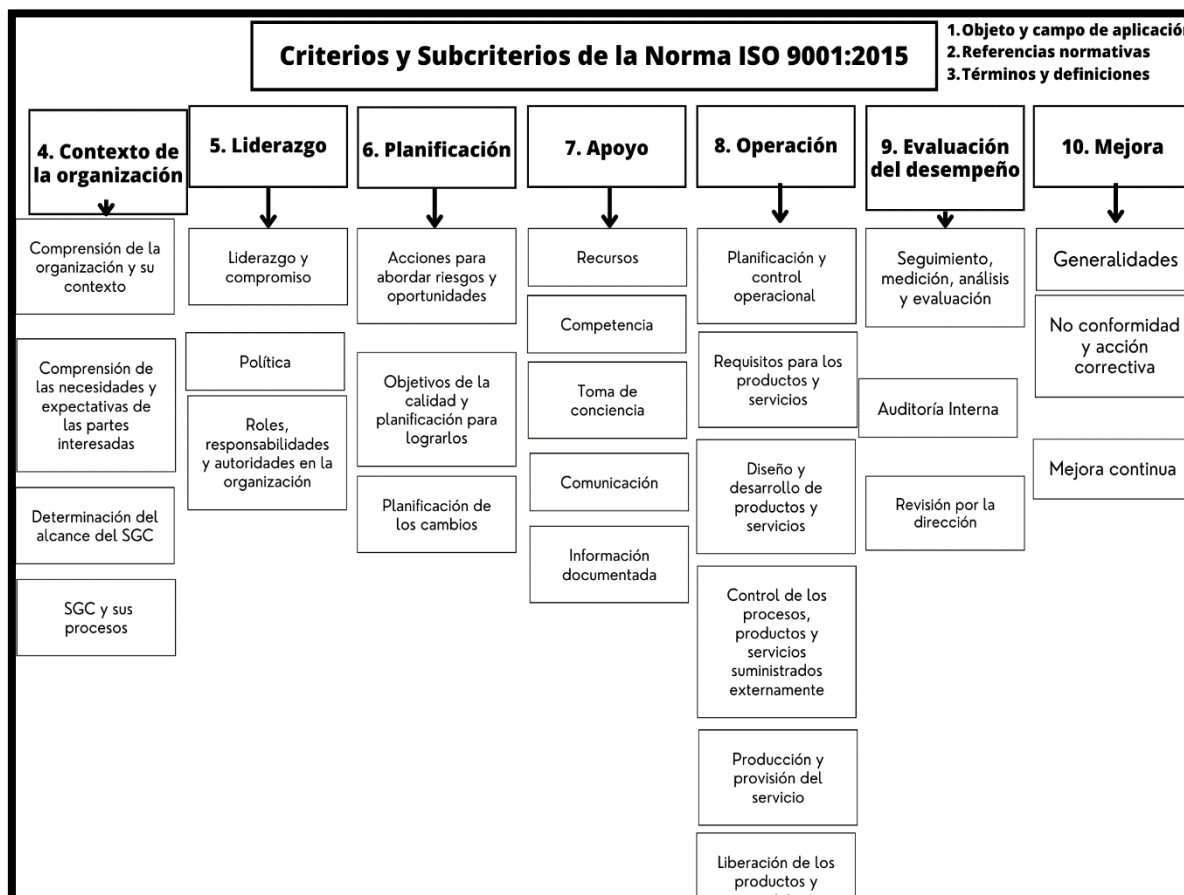 Criterios y Subcriterios de la Norma ISO 9001:2015
1.Objeto y campo de aplicación
2.Referencias normativas
3.Términos y definiciones
4. Contexto de
la organización
Comprensión de la
organización y su
contexto
Comprensión de
las necesidades y
expectativas de
las partes
interesadas
Determinación del
alcance del SGC
SGC y sus
procesos
5. Liderazgo
Liderazgo y
compromiso
Política
Roles,
responsabilidades
y autoridades en la
organización
6. Planificación
Acciones para
abordar riesgos y
oportunidades
Objetivos de la
calidad y
planificación para
lograrlos
Planificación de
los cambios
7. Apoyo
Recursos
Competencia
Toma de
conciencia
Comunicación
Información
documentada
8. Operación
Planificación y
control
operacional
Requisitos para los
productos y
servicios
Diseño y
desarrollo de
productos y
servicios
Control de los
procesos,
productos y
servicios
suministrados
externamente
Producción y
provisión del
servicio
Liberación de los
productos y
9. Evaluación
del desempeño
Seguimiento,
medición, análisis
y evaluación
Auditoría Interna
Revisión por la
dirección
10. Mejora
Generalidades
No conformidad
y acción
correctiva
Mejora continua